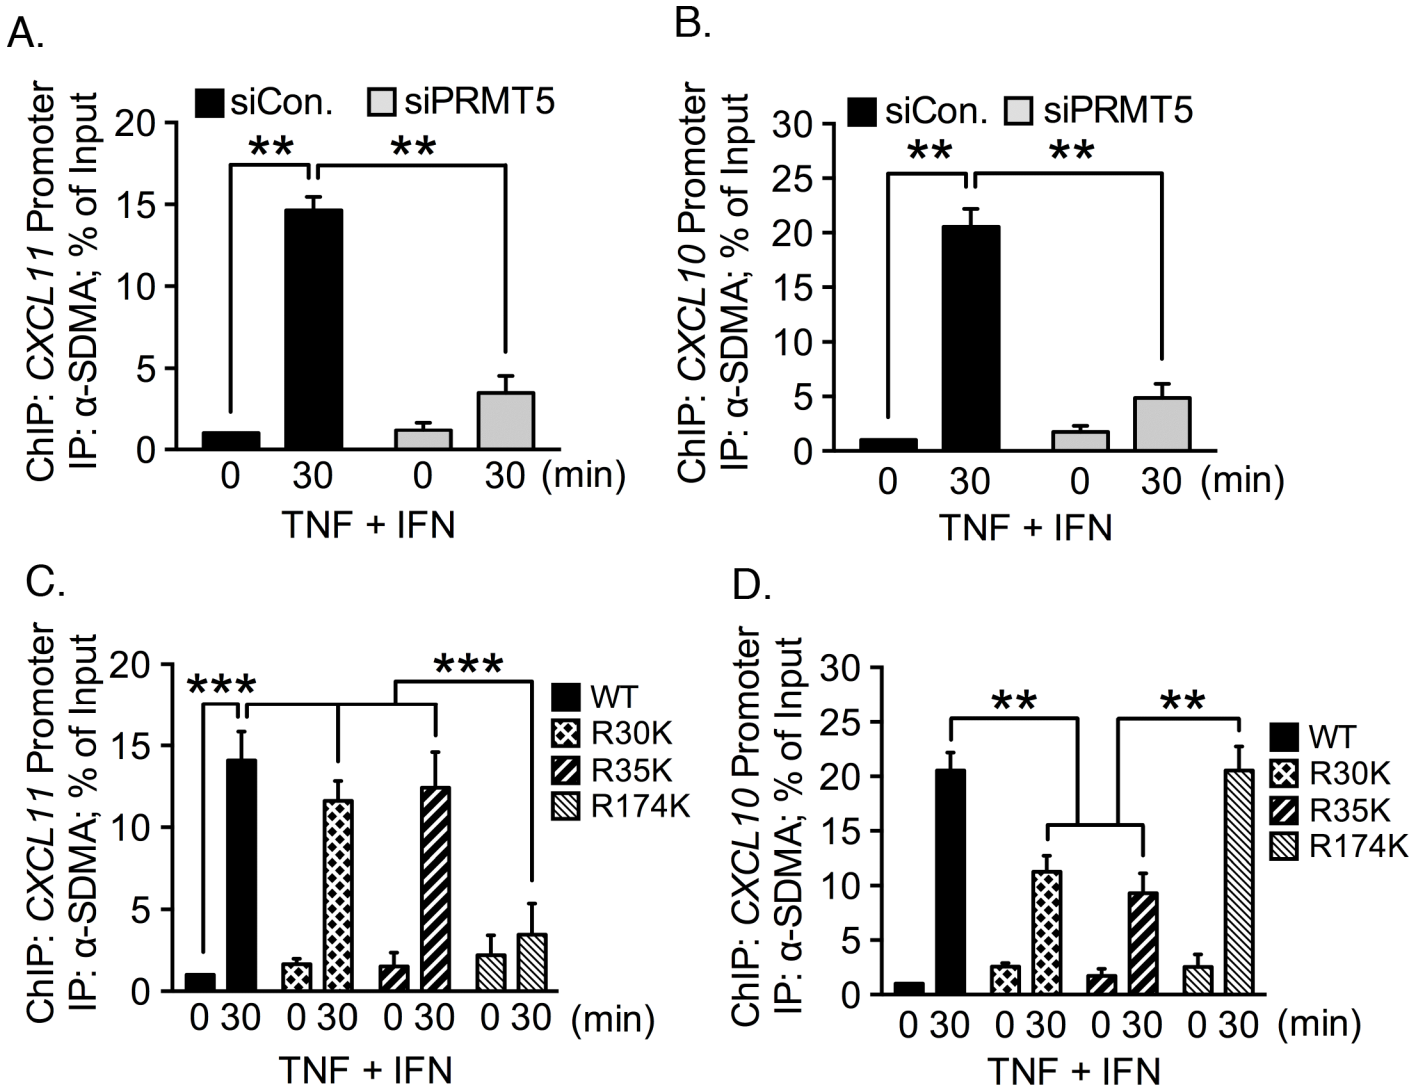 A.
siCon. siPRMT5
ChIP: CXCL11 Promoter
IP: α-SDMA; % of Input
20
15
10
5
0
** **
0 30 0 30 (min)
TNF + IFN
B.
siCon. siPRMT5
ChIP: CXCL10 Promoter
IP: α-SDMA; % of Input
30
25
20
15
10
5
0
** **
0 30 0 30 (min)
TNF + IFN
C.
ChIP: CXCL11 Promoter
IP: α-SDMA; % of Input
20
15
10
5
0
*** ***
WT
R30K
R35K
R174K
0 30 0 30 0 30 0 30 (min)
TNF + IFN
D.
ChIP: CXCL10 Promoter
IP: α-SDMA; % of Input
30
25
20
15
10
5
0
** **
WT
R30K
R35K
R174K
0 30 0 30 0 30 0 30 (min)
TNF + IFN